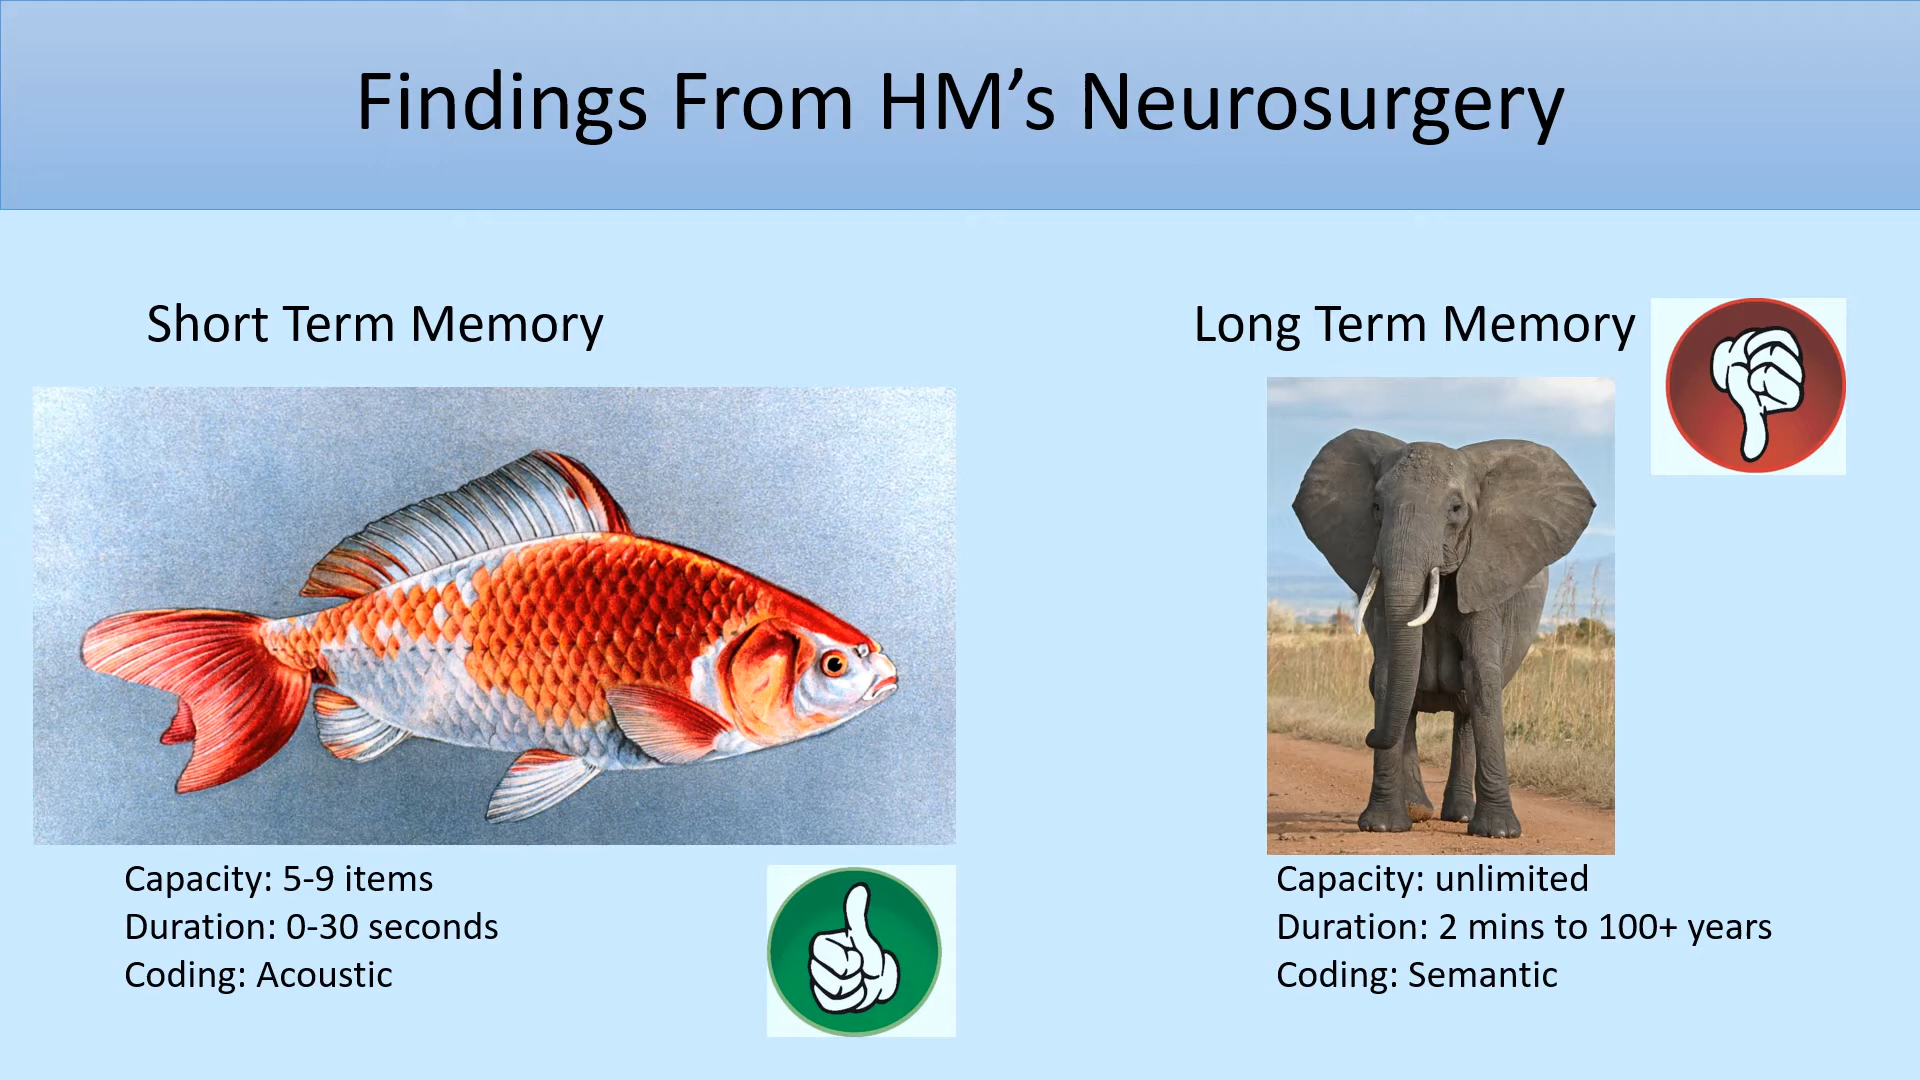 Findings From HM’s Neurosurgery
Short Term Memory
Long Term Memory
Capacity: 5-9 items
Duration: 0-30 seconds
Coding: Acoustic
Capacity: unlimited
Duration: 2 mins to 100+ years
Coding: Semantic